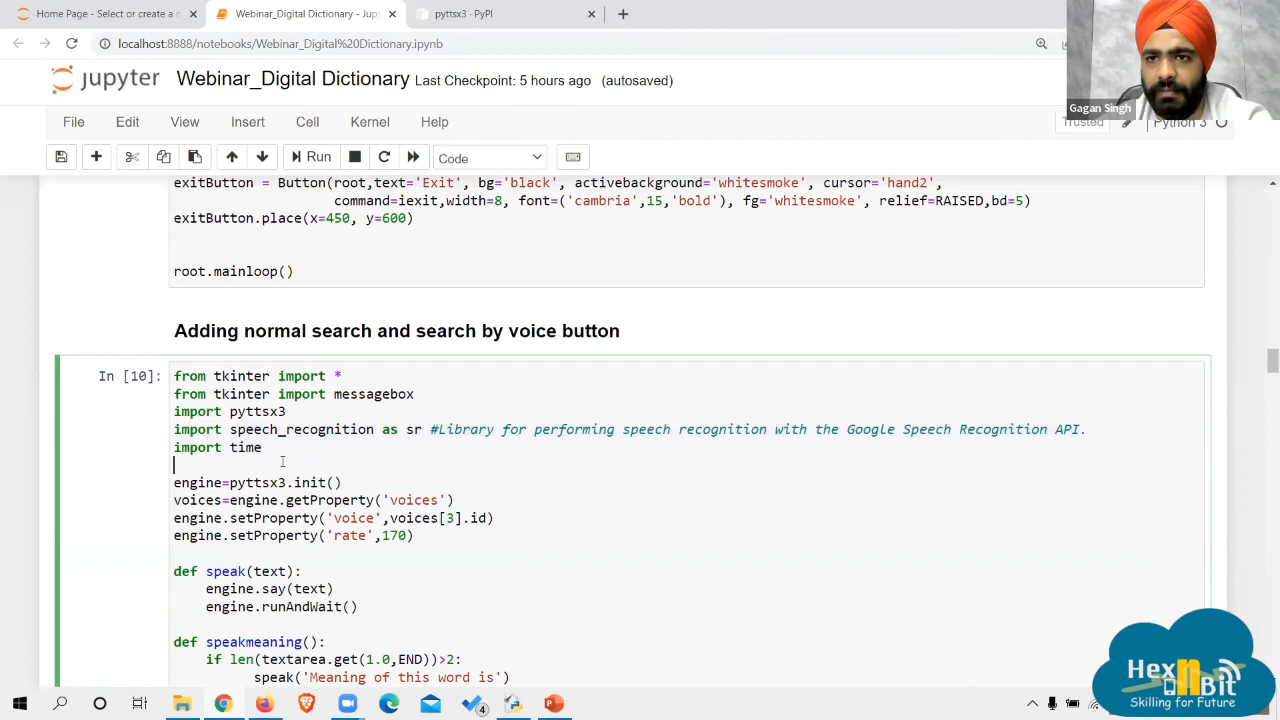 Home Page - Select or create a n
Webinar_Digital Dictionary - Jupy
pyttsx3 · PyPI
localhost:8888/notebooks/Webinar_Digital%20Dictionary.ipynb
jupyter
Webinar_Digital Dictionary Last Checkpoint: 5 hours ago (autosaved)
Gagan Singh
File Edit View Insert Cell Kernel Help
Trusted
Python 3
Run
Code
exitButton = Button(root,text='Exit', bg='black', activebackground='whitesmoke', cursor='hand2',
command=iexit,width=8, font=('cambria',15,'bold'), fg='whitesmoke', relief=RAISED,bd=5)
exitButton.place(x=450, y=600)
root.mainloop()
Adding normal search and search by voice button
In [10]:
from tkinter import *
from tkinter import messagebox
import pyttsx3
import speech_recognition as sr #Library for performing speech recognition with the Google Speech Recognition API.
import time
engine=pyttsx3.init()
voices=engine.getProperty('voices')
engine.setProperty('voice',voices[3].id)
engine.setProperty('rate',170)
def speak(text):
engine.say(text)
engine.runAndWait()
def speakmeaning():
if len(textarea.get(1.0,END))>2:
speak('Meaning of this word is')
HexnBit
Skilling for Future
4